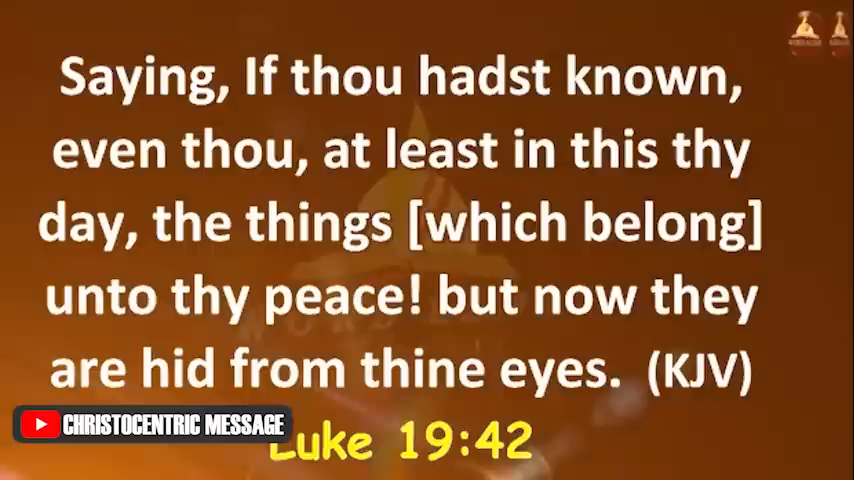 Saying, If thou hadst known,
even thou, at least in this thy
day, the things [which belong]
unto thy peace! but now they
are hid from thine eyes. (KJV)
CHRISTOCENTRIC MESSAGE
Luke 19:42